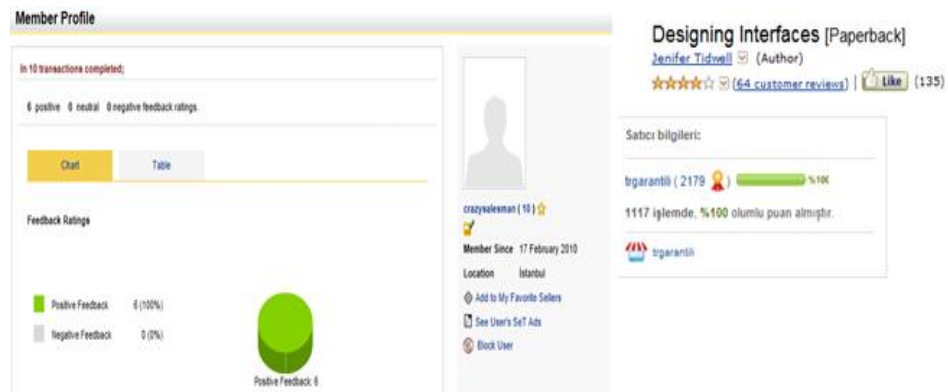 Member Profile
In 10 transactions completed;
6 positive 0 neutral 0 negative feedback ratings.
Chart
Table
Feedback Ratings
Positive Feedback 6 (100%)
Negative Feedback 0 (0%)
Positive Feedback: 6
crazysalesman ( 10 )
Member Since 17 February 2010
Location İstanbul
Add to My Favorite Sellers
See User's SeT Ads
Block User
Designing Interfaces [Paperback]
Jenifer Tidwell (Author)
(64 customer reviews) | Like (135)
Satıcı bilgileri:
trgarantili ( 2179 ) %100
1117 işlemde, %100 olumlu puan almıştır.
trgarantili